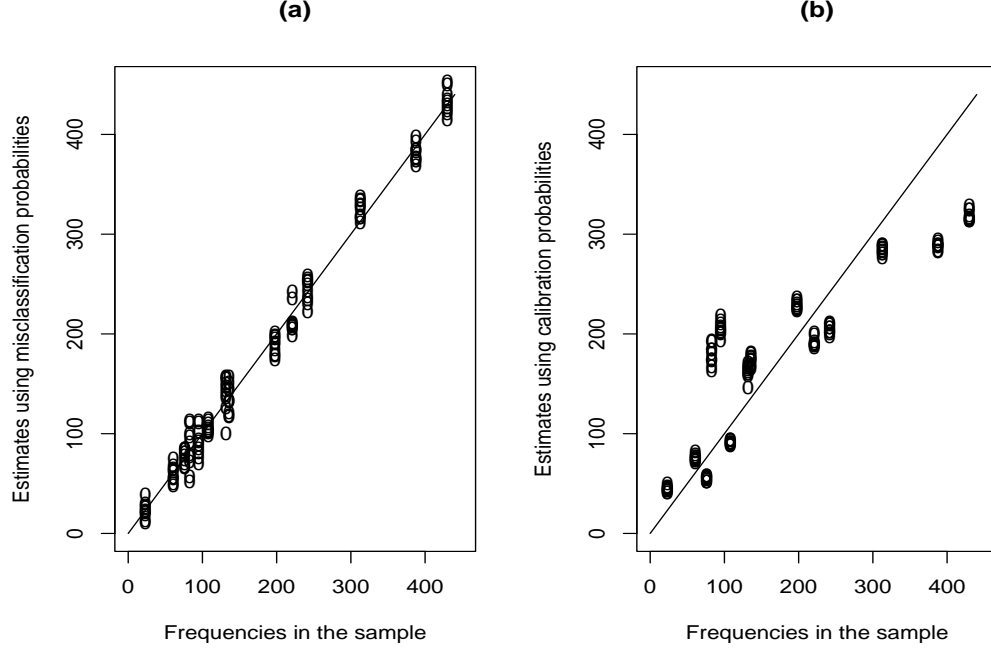 (a)
Estimates using misclassification probabilities
400
300
200
100
0
0 100 200 300 400
Frequencies in the sample
(b)
Estimates using calibration probabilities
400
300
200
100
0
0 100 200 300 400
Frequencies in the sample